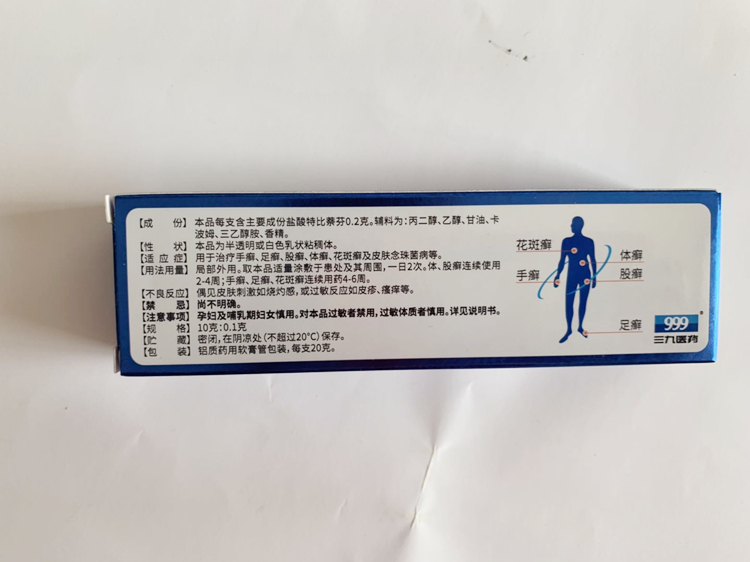 【成 份】本品每支含主要成份盐酸特比萘芬0.2克。辅料为:丙二醇、乙醇、甘油、卡
波姆、三乙醇胺、香精。
【性 状】本品为半透明或白色乳状粘稠体。
【适 应 症】用于治疗手癣、足癣、股癣、体癣、花斑癣及皮肤念珠菌病等。
【用法用量】局部外用。取本品适量涂敷于患处及其周围,一日2次。体、股癣连续使用
2-4周;手癣、足癣、花斑癣连续用药4-6周。
【不良反应】偶见皮肤刺激如烧灼感,或过敏反应如皮疹、瘙痒等。
【禁 忌】尚不明确。
【注意事项】孕妇及哺乳期妇女慎用。对本品过敏者禁用,过敏体质者慎用。详见说明书。
【规 格】10克:0.1克
【贮 藏】密闭,在阴凉处(不超过20°C)保存。
【包 装】铝质药用软膏管包装,每支20克。
花斑癣
体癣
手癣
股癣
足癣
999
三九医药